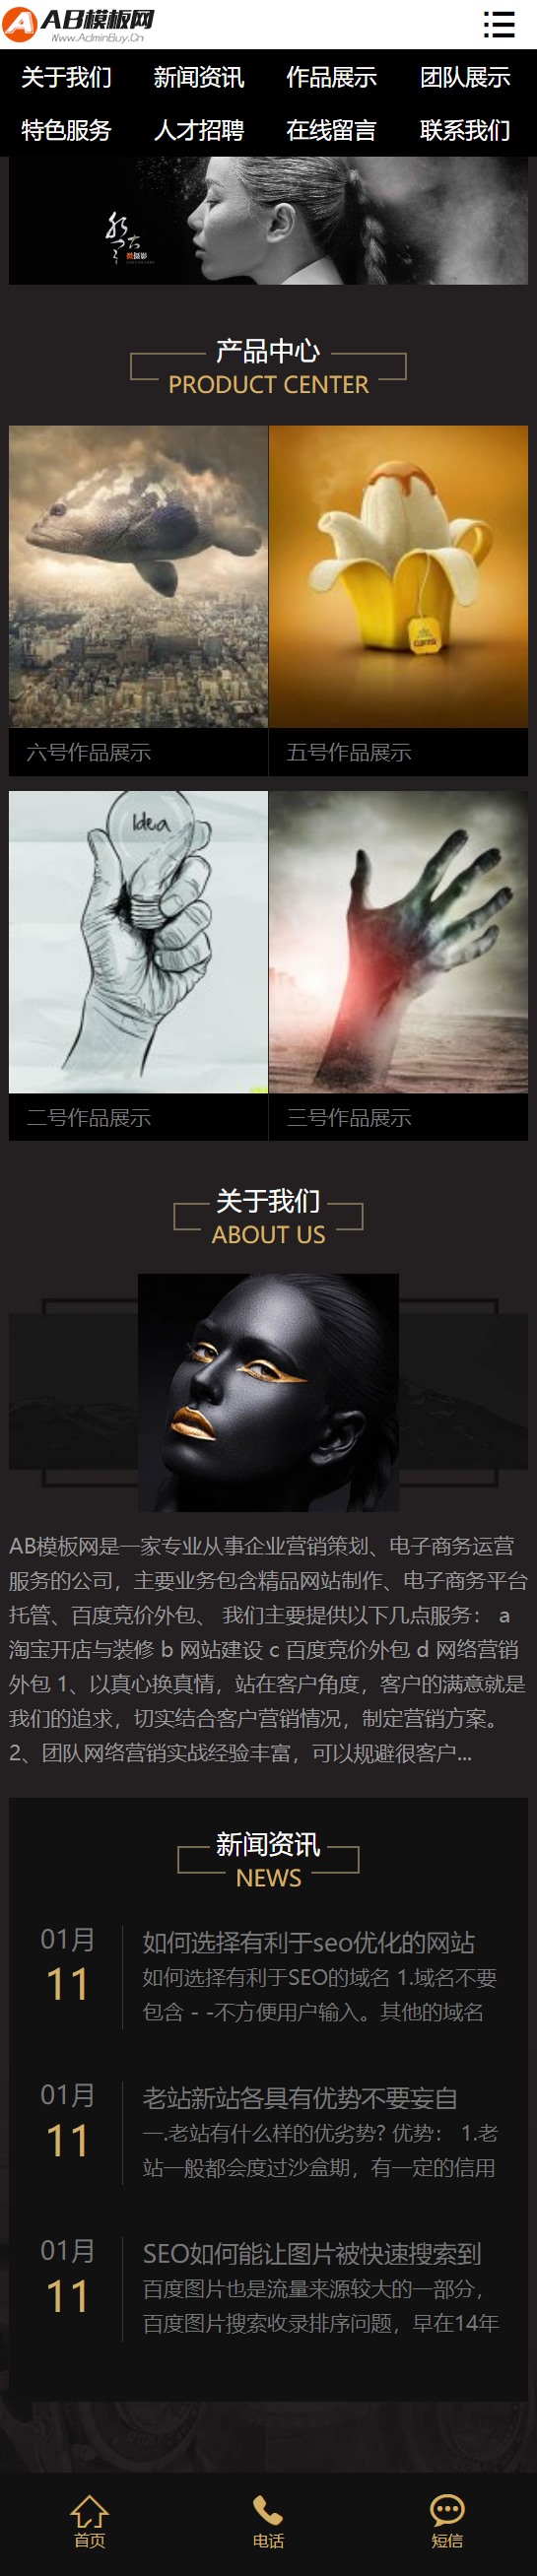 AB模板网
Www.AdminBuy.Cn
关于我们 新闻资讯 作品展示 团队展示
特色服务 人才招聘 在线留言 联系我们
微摄影
产品中心
PRODUCT CENTER
六号作品展示 五号作品展示
Idea
二号作品展示 三号作品展示
关于我们
ABOUT US
AB模板网是一家专业从事企业营销策划、电子商务运营
服务的公司，主要业务包含精品网站制作、电子商务平台
托管、百度竞价外包、 我们主要提供以下几点服务： a
淘宝开店与装修 b 网站建设 c 百度竞价外包 d 网络营销
外包 1、以真心换真情，站在客户角度，客户的满意就是
我们的追求，切实结合客户营销情况，制定营销方案。
2、团队网络营销实战经验丰富，可以规避很客户...
新闻资讯
NEWS
01月
11
如何选择有利于seo优化的网站
如何选择有利于SEO的域名 1.域名不要
包含 - -不方便用户输入。其他的域名
01月
11
老站新站各具有优势不要妄自
一.老站有什么样的优劣势? 优势： 1.老
站一般都会度过沙盒期，有一定的信用
01月
11
SEO如何能让图片被快速搜索到
百度图片也是流量来源较大的一部分，
百度图片搜索收录排序问题，早在14年
首页 电话 短信